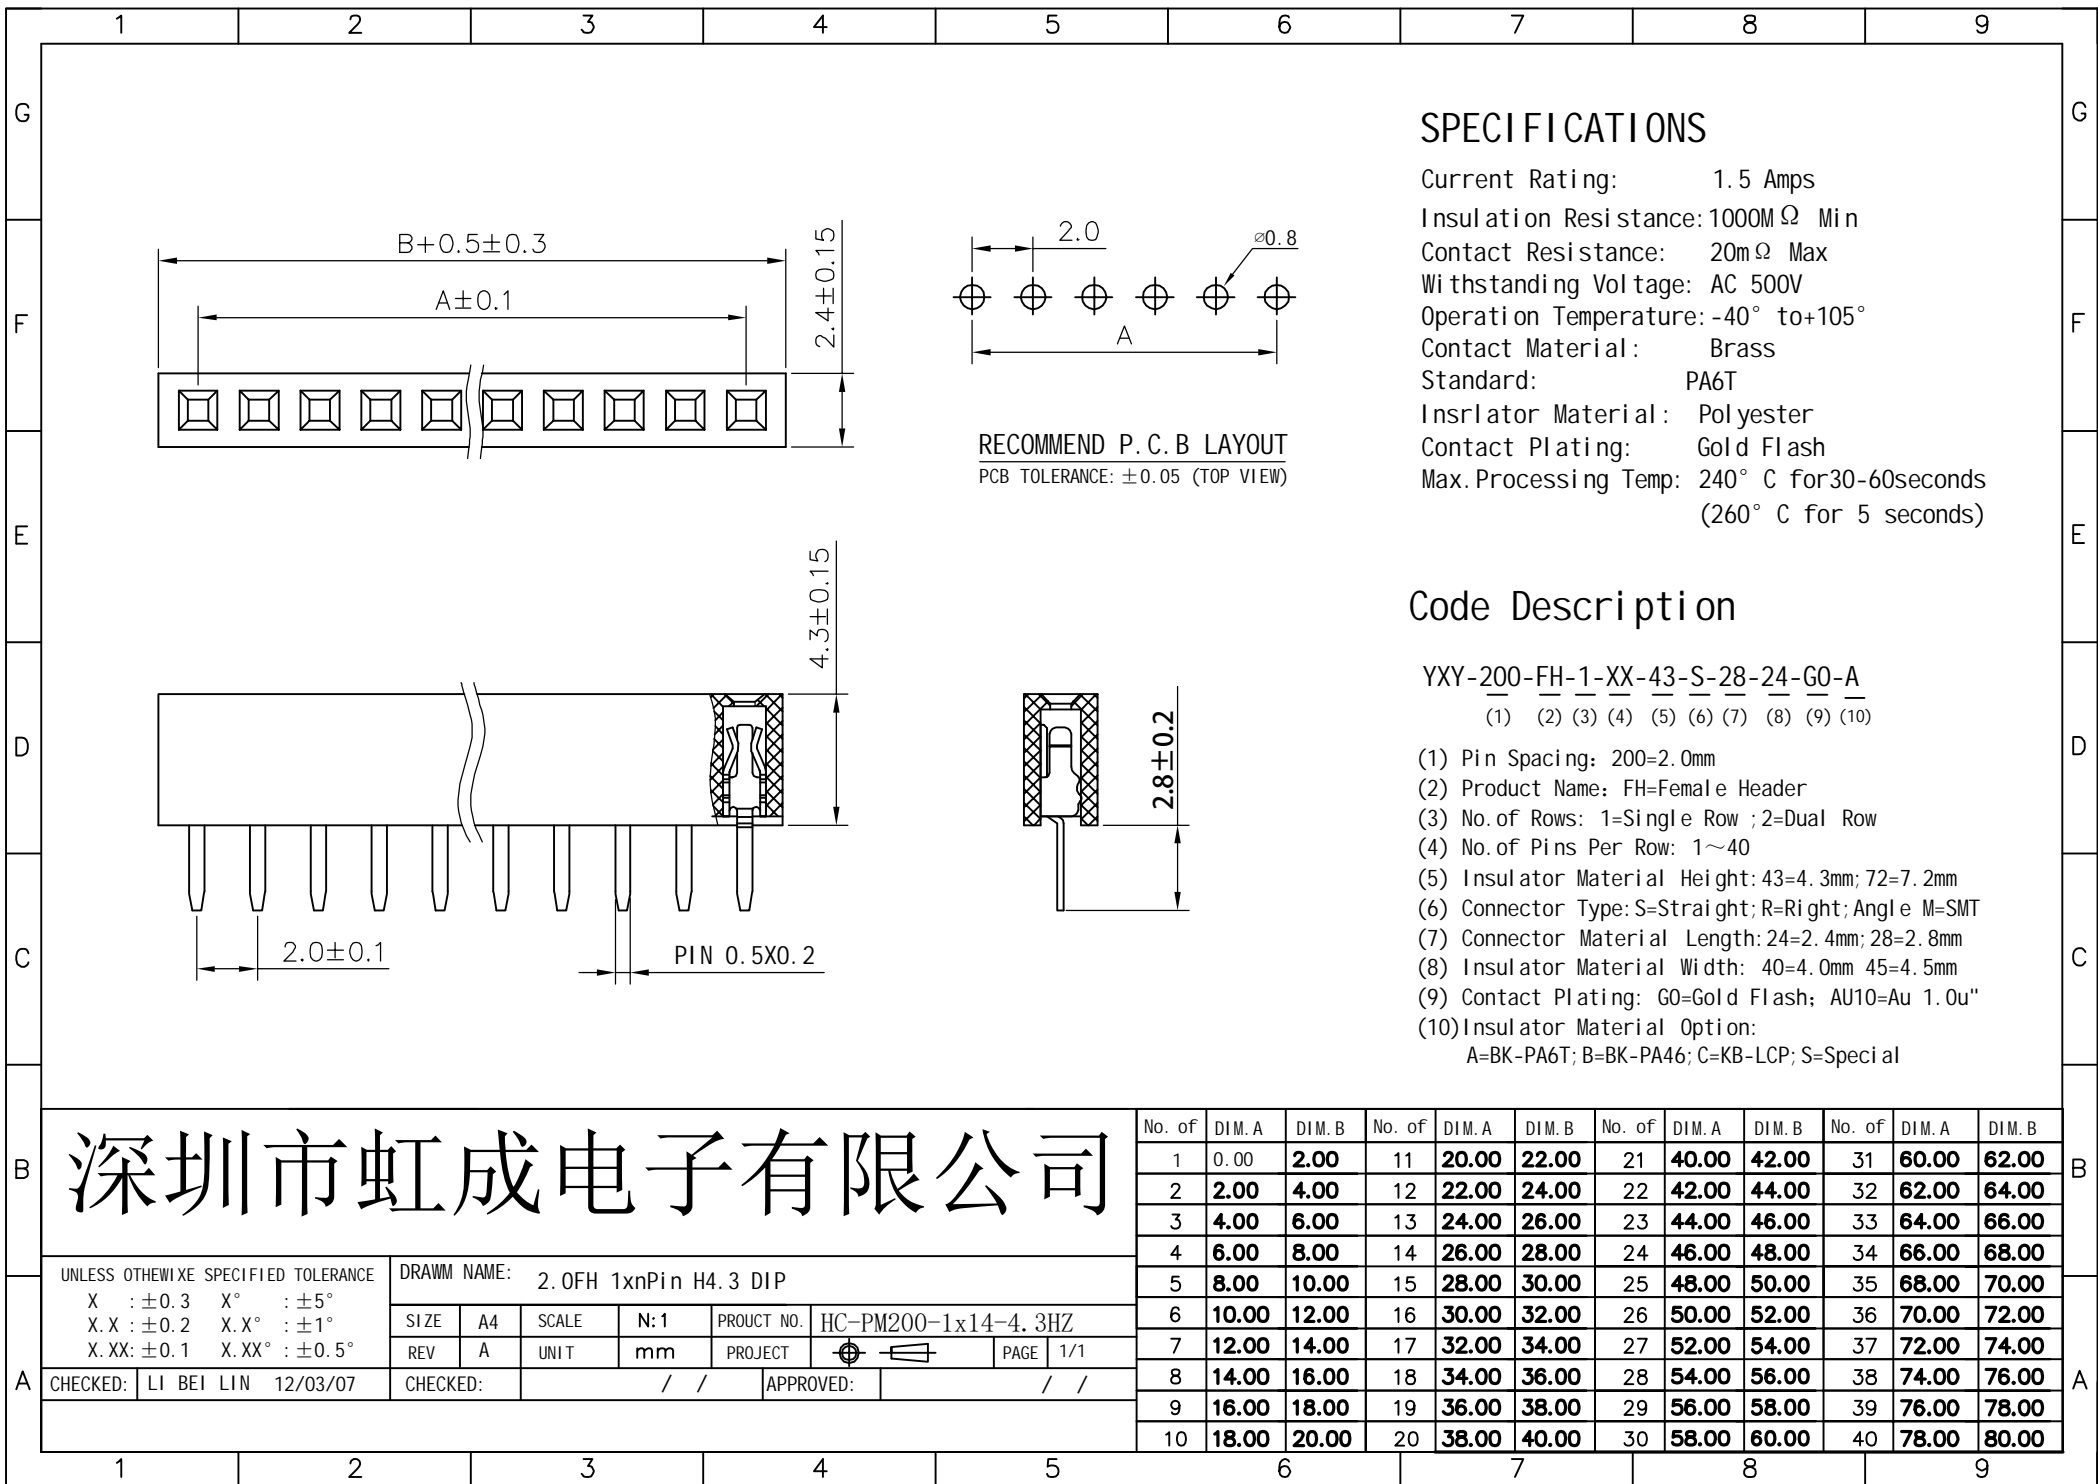 1 2 3 4 5 6 7 8 9
G G
F F
E E
D D
C C
B B
A A
B+0.5±0.3
A±0.1
2.4±0.15
2.0
⌀0.8
A
RECOMMEND P.C.B LAYOUT
PCB TOLERANCE: ±0.05 (TOP VIEW)
4.3±0.15
2.8±0.2
2.0±0.1
PIN 0.5X0.2
SPECIFICATIONS
Current Rating: 1.5 Amps
Insulation Resistance: 1000MΩ Min
Contact Resistance: 20mΩ Max
Withstanding Voltage: AC 500V
Operation Temperature: -40° to+105°
Contact Material: Brass
Standard: PA6T
Insrlator Material: Polyester
Contact Plating: Gold Flash
Max.Processing Temp: 240° C for30-60seconds
(260° C for 5 seconds)
Code Description
YXY-200-FH-1-XX-43-S-28-24-G0-A
(1) (2) (3) (4) (5) (6) (7) (8) (9) (10)
(1) Pin Spacing: 200=2.0mm
(2) Product Name: FH=Female Header
(3) No.of Rows: 1=Single Row ;2=Dual Row
(4) No.of Pins Per Row: 1~40
(5) Insulator Material Height:43=4.3mm;72=7.2mm
(6) Connector Type:S=Straight;R=Right;Angle M=SMT
(7) Connector Material Length:24=2.4mm;28=2.8mm
(8) Insulator Material Width: 40=4.0mm 45=4.5mm
(9) Contact Plating: G0=Gold Flash; AU10=Au 1.0u"
(10)Insulator Material Option:
A=BK-PA6T;B=BK-PA46;C=KB-LCP;S=Special
深圳市虹成电子有限公司
UNLESS OTHEWIXE SPECIFIED TOLERANCE
X :±0.3 X° :±5°
X.X :±0.2 X.X° :±1°
X.XX:±0.1 X.XX° :±0.5°
DRAWM NAME: 2.0FH 1xnPin H4.3 DIP
SIZE A4 SCALE N:1 PROUCT NO. HC-PM200-1x14-4.3HZ
REV A UNIT mm PROJECT PAGE 1/1
CHECKED: LI BEI LIN 12/03/07 CHECKED: / / APPROVED: / /
No. of DIM.A DIM.B No. of DIM.A DIM.B No. of DIM.A DIM.B No. of DIM.A DIM.B
1 0.00 2.00 11 20.00 22.00 21 40.00 42.00 31 60.00 62.00
2 2.00 4.00 12 22.00 24.00 22 42.00 44.00 32 62.00 64.00
3 4.00 6.00 13 24.00 26.00 23 44.00 46.00 33 64.00 66.00
4 6.00 8.00 14 26.00 28.00 24 46.00 48.00 34 66.00 68.00
5 8.00 10.00 15 28.00 30.00 25 48.00 50.00 35 68.00 70.00
6 10.00 12.00 16 30.00 32.00 26 50.00 52.00 36 70.00 72.00
7 12.00 14.00 17 32.00 34.00 27 52.00 54.00 37 72.00 74.00
8 14.00 16.00 18 34.00 36.00 28 54.00 56.00 38 74.00 76.00
9 16.00 18.00 19 36.00 38.00 29 56.00 58.00 39 76.00 78.00
10 18.00 20.00 20 38.00 40.00 30 58.00 60.00 40 78.00 80.00
1 2 3 4 5 6 7 8 9